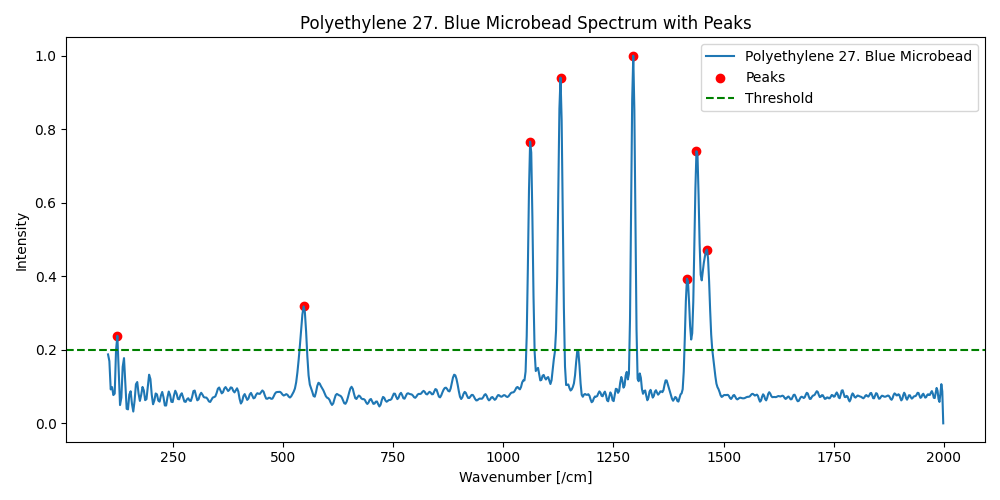 Polyethylene 27. Blue Microbead Spectrum with Peaks
Polyethylene 27. Blue Microbead
Peaks
Threshold
Intensity
1.0
0.8
0.6
0.4
0.2
0.0
250 500 750 1000 1250 1500 1750 2000
Wavenumber [/cm]